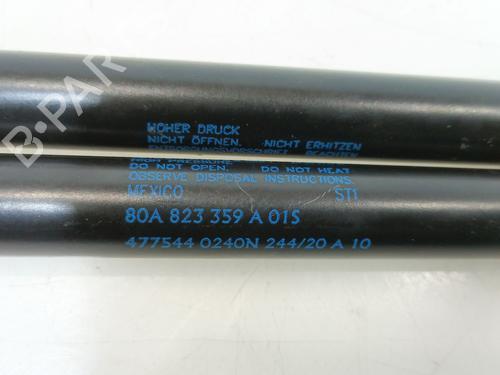 HOHER DRUCK
NICHT ÖFFNEN. NICHT ERHITZEN
BEACHTEN
HIGH PRESSURE
DO NOT OPEN. DO NOT HEAT
OBSERVE DISPOSAL INSTRUCTIONS
MEXICO ST1
80A 823 359 A 01S
477544 0240N 244/20 A 10